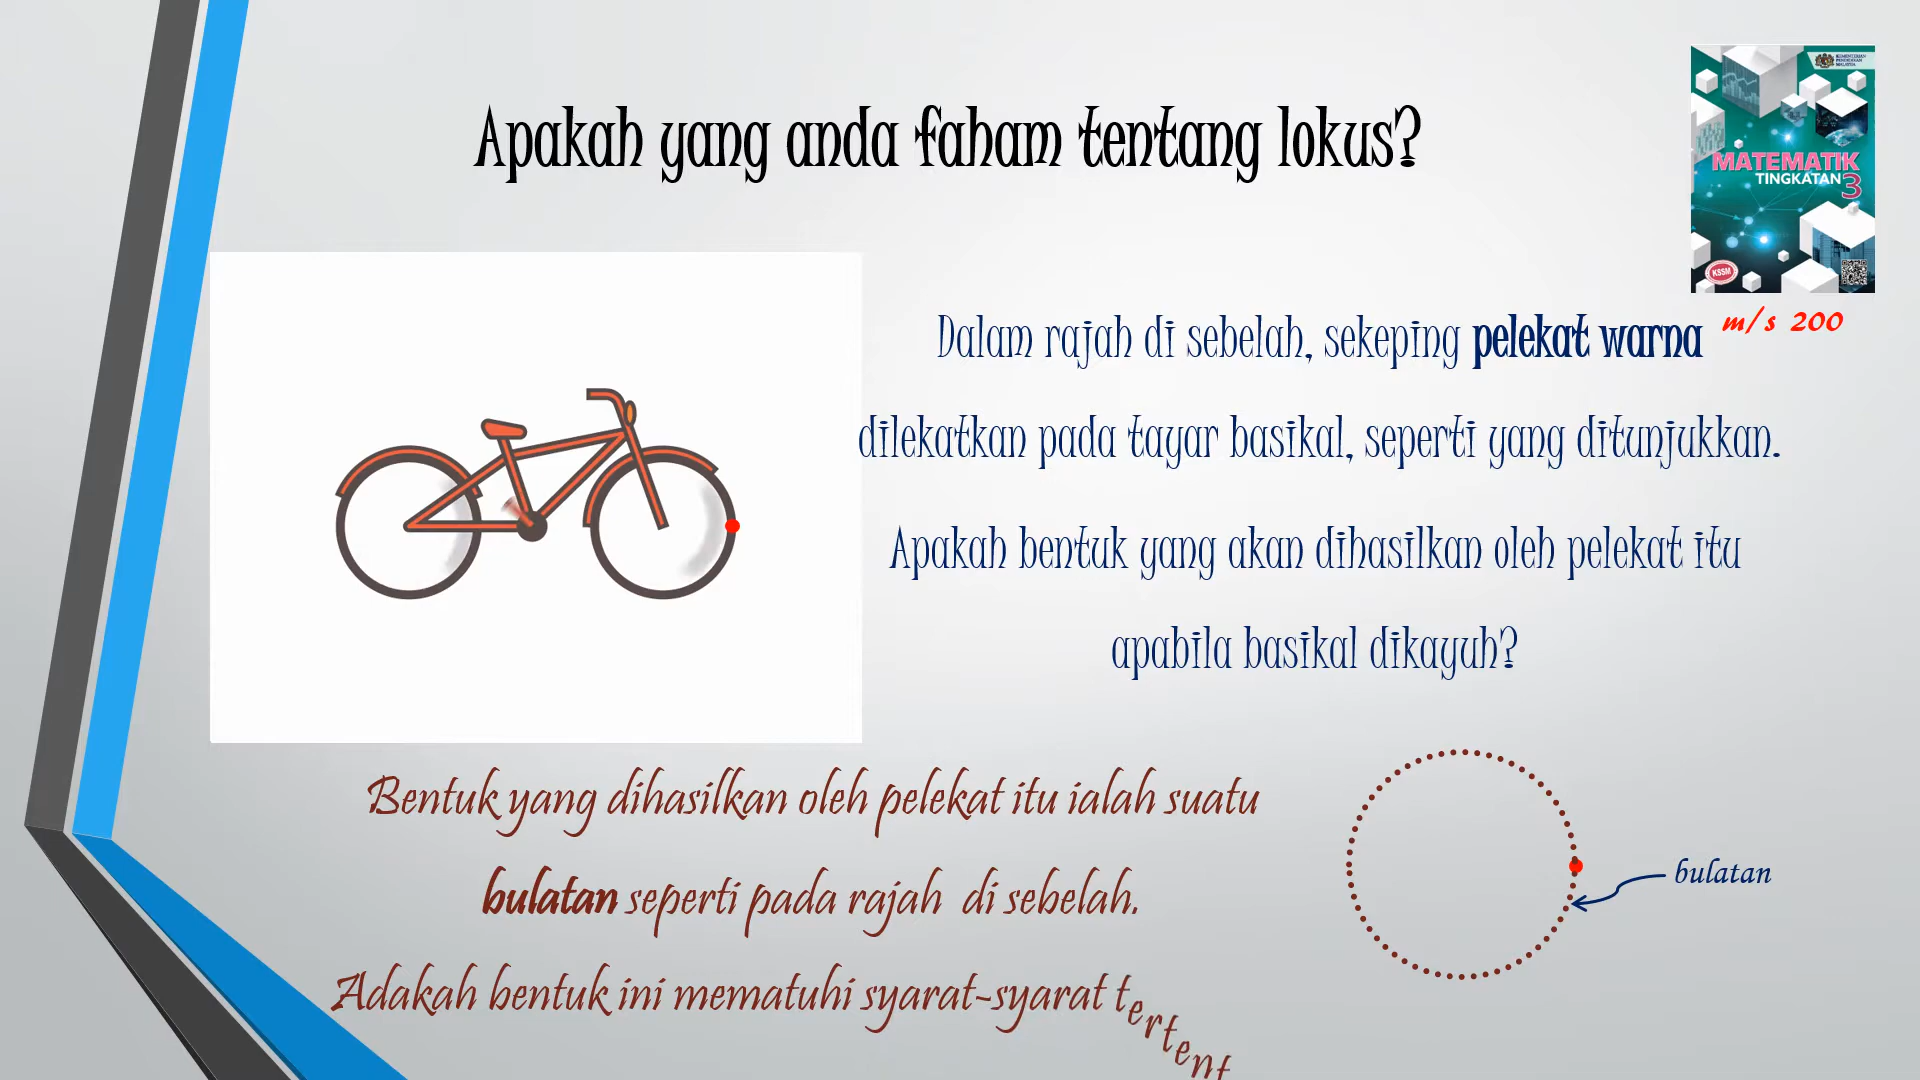 Apakah yang anda faham tentang lokus?
KEMENTERIAN
PENDIDIKAN
MALAYSIA
MATEMATIK
TINGKATAN 3
KSSM
m/s 200
Dalam rajah di sebelah, sekeping pelekat warna
dilekatkan pada tayar basikal, seperti yang ditunjukkan.
Apakah bentuk yang akan dihasilkan oleh pelekat itu
apabila basikal dikayuh?
Bentuk yang dihasilkan oleh pelekat itu ialah suatu
bulatan seperti pada rajah di sebelah.
bulatan
Adakah bentuk ini mematuhi syarat-syarat tertent